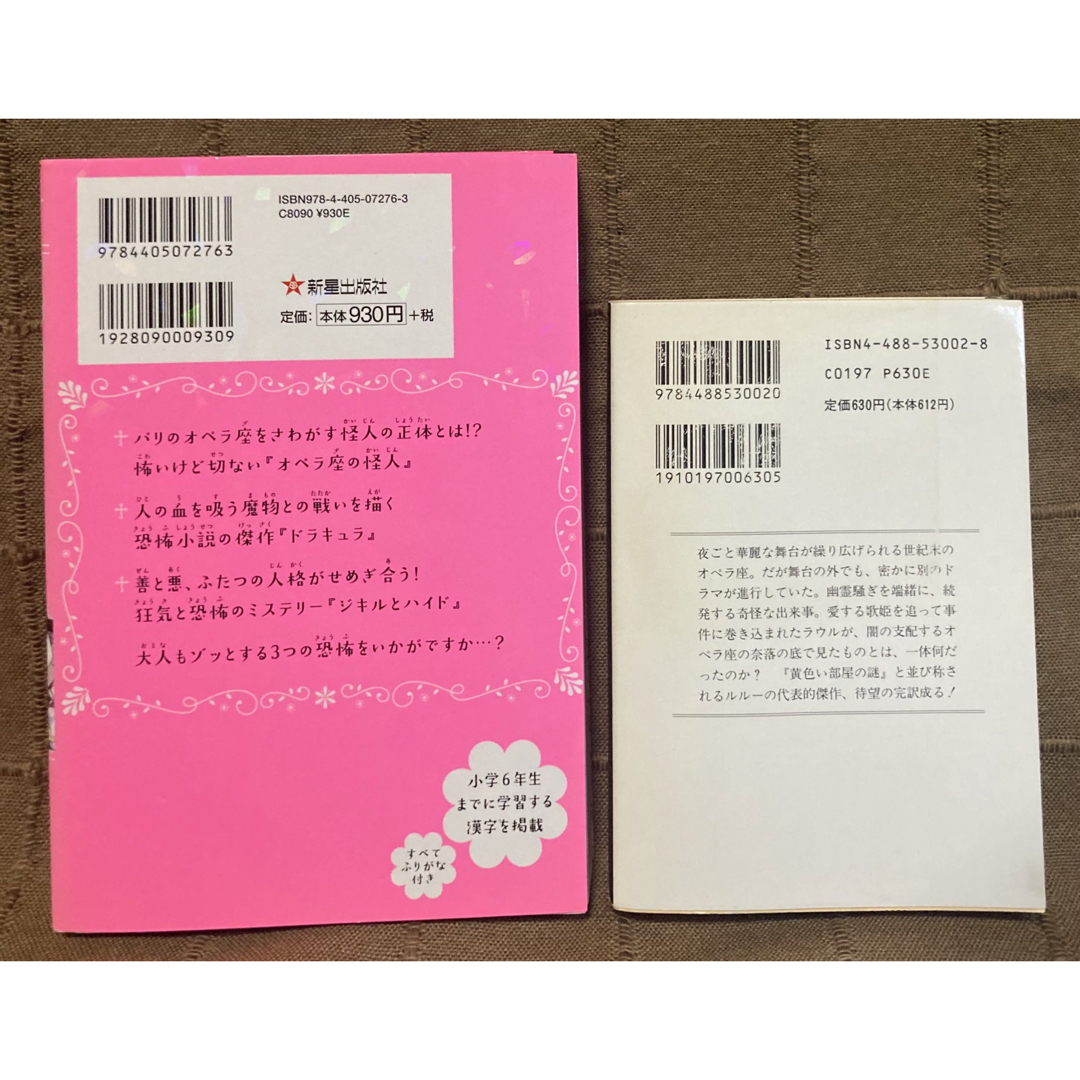 ISBN978-4-405-07276-3
C8090 ¥930E
9784405072763
新星出版社
定価：本体930円+税
1928090009309
パリのオペラ座をさわがす怪人の正体とは!?
怖いけど切ない『オペラ座の怪人』
人の血を吸う魔物との戦いを描く
恐怖小説の傑作『ドラキュラ』
善と悪、ふたつの人格がせめぎ合う！
狂気と恐怖のミステリー『ジキルとハイド』
大人もゾッとする3つの恐怖をいかがですか…？
小学6年生
までに学習する
漢字を掲載
すべて
ふりがな
付き
ISBN4-488-53002-8
C0197 P630E
9784488530020
定価630円(本体612円)
1910197006305
夜ごと華麗な舞台が繰り広げられる世紀末の
オペラ座。だが舞台の外でも、密かに別のド
ラマが進行していた。幽霊騒ぎを端緒に、続
発する奇怪な出来事。愛する歌姫を追って事
件に巻き込まれたラウルが、闇の支配する
オペラ座の奈落の底で見たものとは、一体何だ
ったのか？　『黄色い部屋の謎』と並び称さ
れるルルーの代表的傑作、待望の完訳成る！